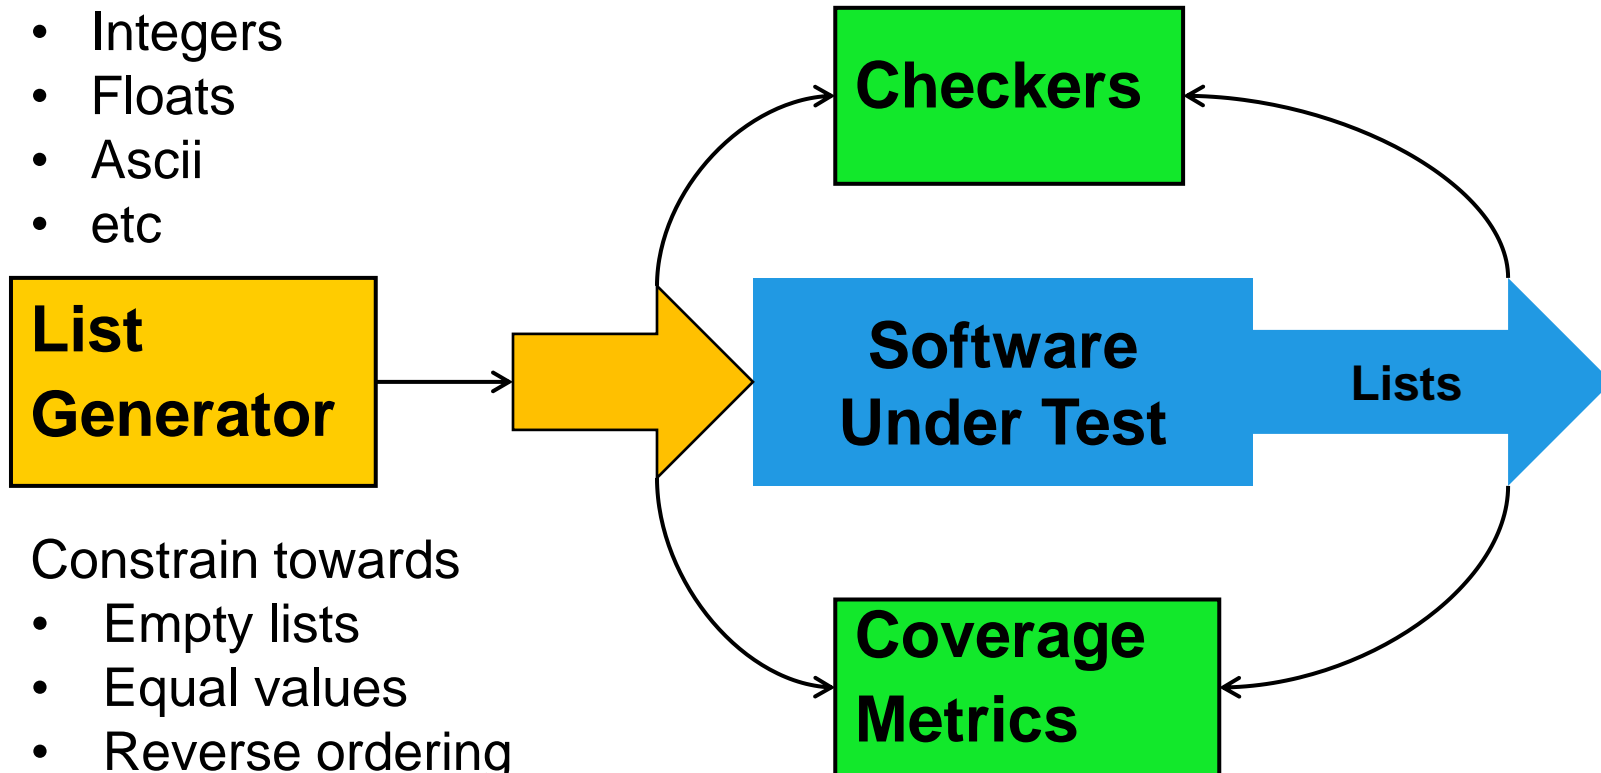 • Integers
• Floats
• Ascii
• etc
List
Generator
Checkers
Software
Under Test
Lists
Constrain towards
• Empty lists
• Equal values
• Reverse ordering
Coverage
Metrics